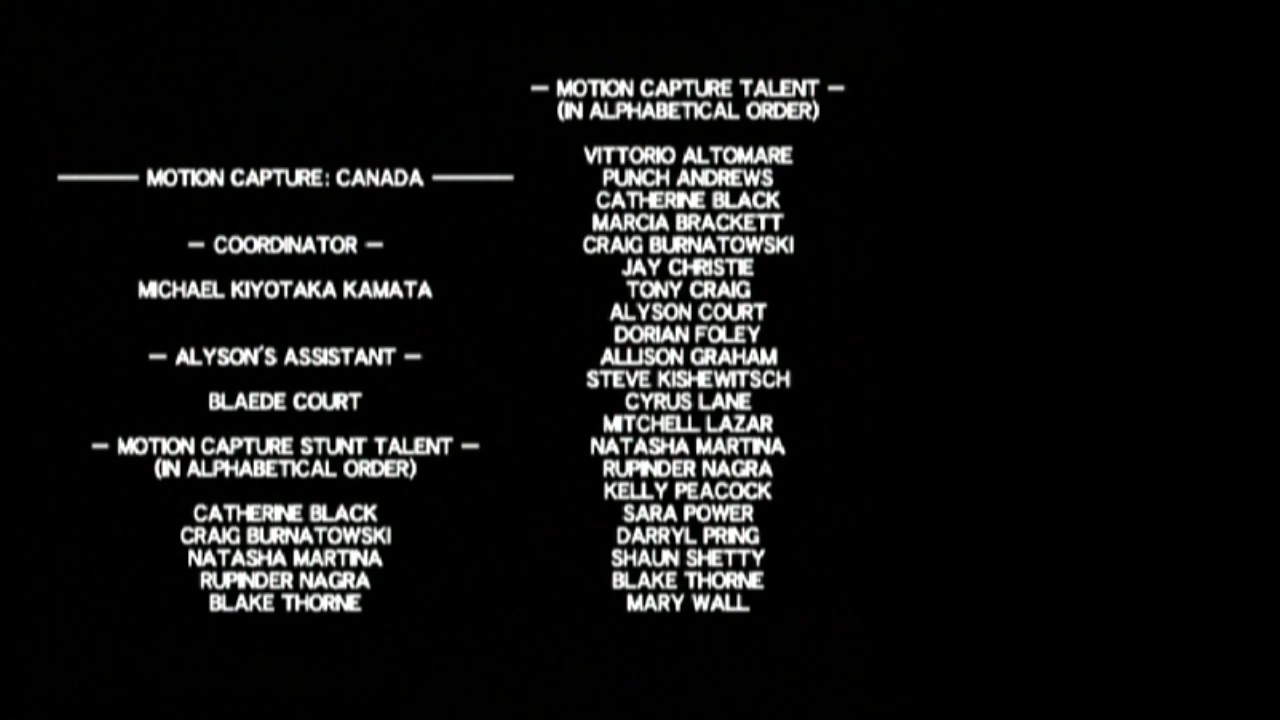 MOTION CAPTURE: CANADA
— COORDINATOR —
MICHAEL KIYOTAKA KAMATA
— ALYSON'S ASSISTANT —
BLAEDE COURT
— MOTION CAPTURE STUNT TALENT —
(IN ALPHABETICAL ORDER)
CATHERINE BLACK
CRAIG BURNATOWSKI
NATASHA MARTINA
RUPINDER NAGRA
BLAKE THORNE
— MOTION CAPTURE TALENT —
(IN ALPHABETICAL ORDER)
VITTORIO ALTOMARE
PUNCH ANDREWS
CATHERINE BLACK
MARCIA BRACKETT
CRAIG BURNATOWSKI
JAY CHRISTIE
TONY CRAIG
ALYSON COURT
DORIAN FOLEY
ALLISON GRAHAM
STEVE KISHEWITSCH
CYRUS LANE
MITCHELL LAZAR
NATASHA MARTINA
RUPINDER NAGRA
KELLY PEACOCK
SARA POWER
DARRYL PRING
SHAUN SHETTY
BLAKE THORNE
MARY WALL